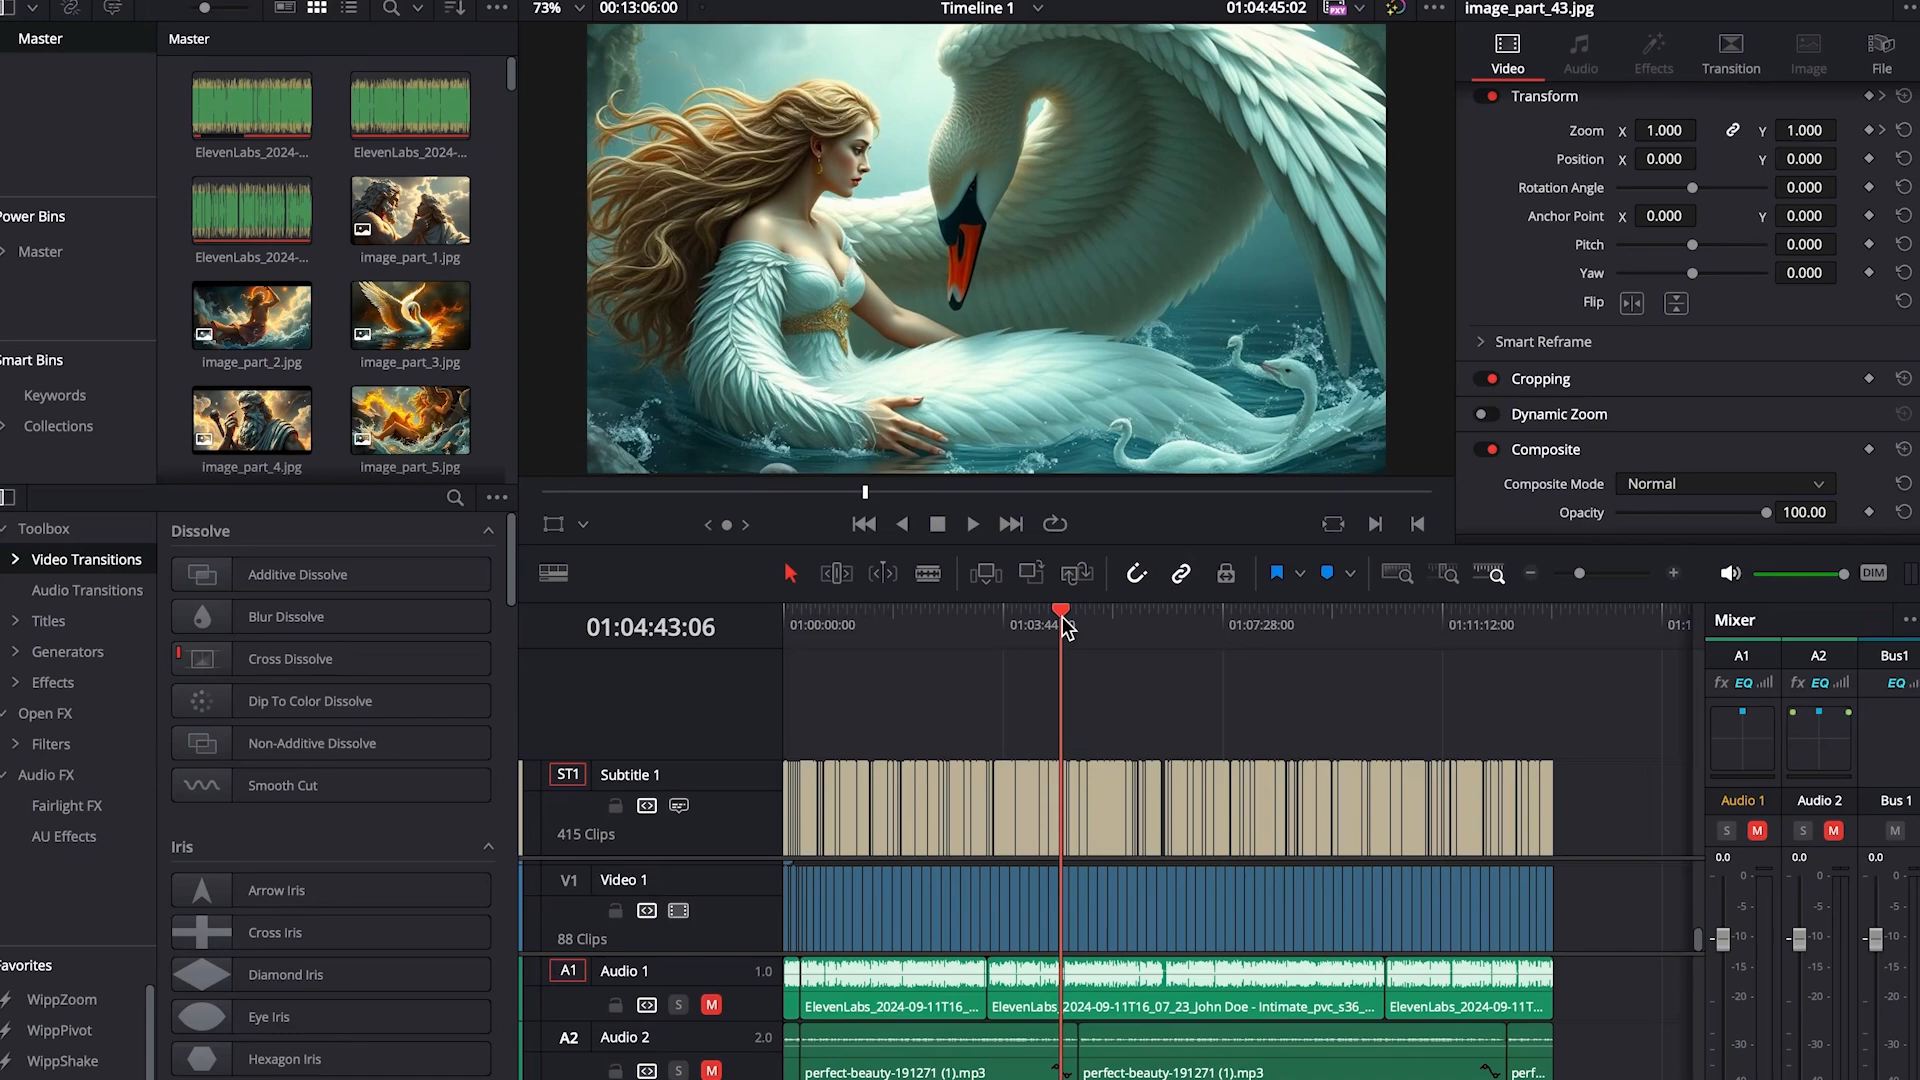 73%
00:13:06:00
Timeline 1
01:04:45:02
PXY
image_part_43.jpg
Master
Master
Power Bins
Master
Smart Bins
Keywords
Collections
ElevenLabs_2024-...
ElevenLabs_2024-...
ElevenLabs_2024-...
image_part_1.jpg
image_part_2.jpg
image_part_3.jpg
image_part_4.jpg
image_part_5.jpg
Video
Audio
Effects
Transition
Image
File
Transform
Zoom X 1.000 Y 1.000
Position X 0.000 Y 0.000
Rotation Angle 0.000
Anchor Point X 0.000 Y 0.000
Pitch 0.000
Yaw 0.000
Flip
Smart Reframe
Cropping
Dynamic Zoom
Composite
Composite Mode Normal
Opacity 100.00
Toolbox
Video Transitions
Audio Transitions
Titles
Generators
Effects
Open FX
Filters
Audio FX
Fairlight FX
AU Effects
Favorites
WippZoom
WippPivot
WippShake
Dissolve
Additive Dissolve
Blur Dissolve
Cross Dissolve
Dip To Color Dissolve
Non-Additive Dissolve
Smooth Cut
Iris
Arrow Iris
Cross Iris
Diamond Iris
Eye Iris
Hexagon Iris
DIM
01:04:43:06
01:00:00:00
01:03:44
01:07:28:00
01:11:12:00
01:1
ST1 Subtitle 1
415 Clips
V1 Video 1
88 Clips
A1 Audio 1 1.0
S M
ElevenLabs_2024-09-11T16_...
ElevenLabs_2024-09-11T16_07_23_John Doe - Intimate_pvc_s36_...
ElevenLabs_2024-09-11T...
A2 Audio 2 2.0
S M
perfect-beauty-191271 (1).mp3
perfect-beauty-191271 (1).mp3
perf...
Mixer
A1 A2 Bus1
fx EQ fx EQ EQ
Audio 1 Audio 2 Bus 1
S M S M M
0.0 0.0 0.0
0- 0- 0-
-5- -5- -5-
-10- -10- -10-
-15- -15- -15-
-20- -20- -20-
-30- -30- -30-